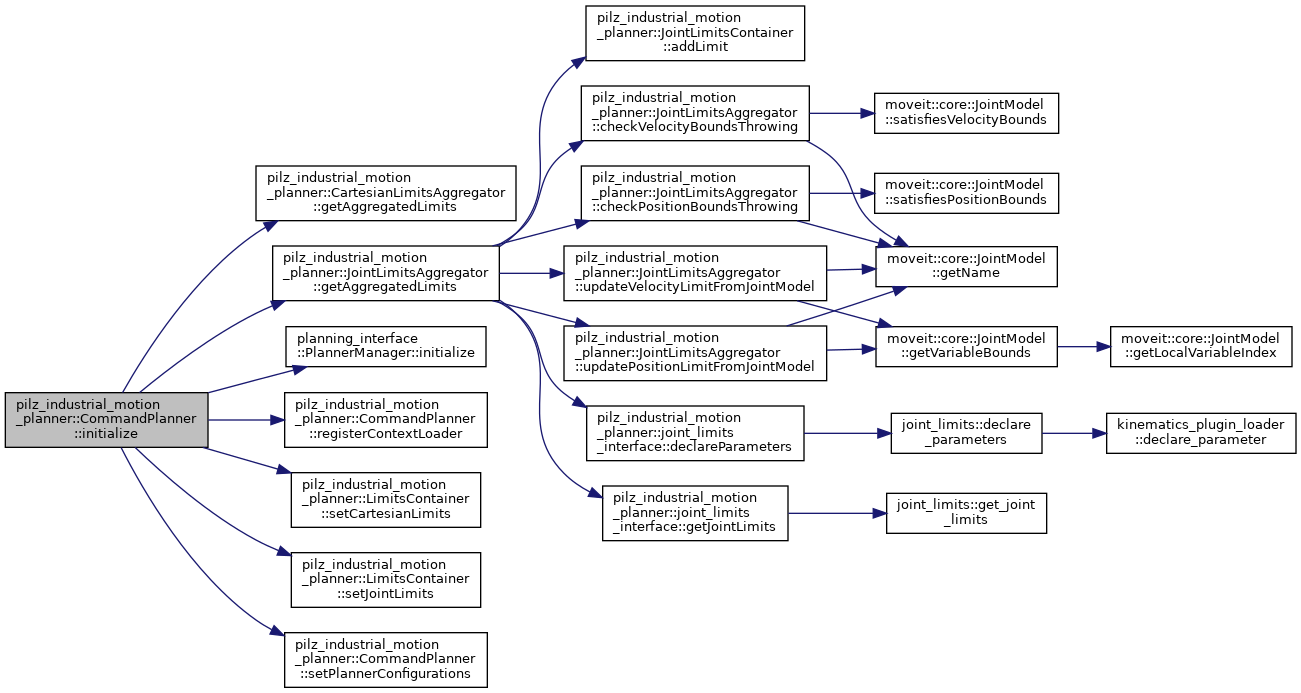 pilz_industrial_motion
_planner::CommandPlanner
::initialize
pilz_industrial_motion
_planner::CartesianLimitsAggregator
::getAggregatedLimits
pilz_industrial_motion
_planner::JointLimitsAggregator
::getAggregatedLimits
planning_interface
::PlannerManager::initialize
pilz_industrial_motion
_planner::CommandPlanner
::registerContextLoader
pilz_industrial_motion
_planner::LimitsContainer
::setCartesianLimits
pilz_industrial_motion
_planner::LimitsContainer
::setJointLimits
pilz_industrial_motion
_planner::CommandPlanner
::setPlannerConfigurations
pilz_industrial_motion
_planner::JointLimitsContainer
::addLimit
pilz_industrial_motion
_planner::JointLimitsAggregator
::checkVelocityBoundsThrowing
pilz_industrial_motion
_planner::JointLimitsAggregator
::checkPositionBoundsThrowing
pilz_industrial_motion
_planner::JointLimitsAggregator
::updateVelocityLimitFromJointModel
pilz_industrial_motion
_planner::JointLimitsAggregator
::updatePositionLimitFromJointModel
pilz_industrial_motion
_planner::joint_limits
_interface::declareParameters
pilz_industrial_motion
_planner::joint_limits
_interface::getJointLimits
moveit::core::JointModel
::satisfiesVelocityBounds
moveit::core::JointModel
::satisfiesPositionBounds
moveit::core::JointModel
::getName
moveit::core::JointModel
::getVariableBounds
joint_limits::declare
_parameters
joint_limits::get_joint
_limits
moveit::core::JointModel
::getLocalVariableIndex
kinematics_plugin_loader
::declare_parameter